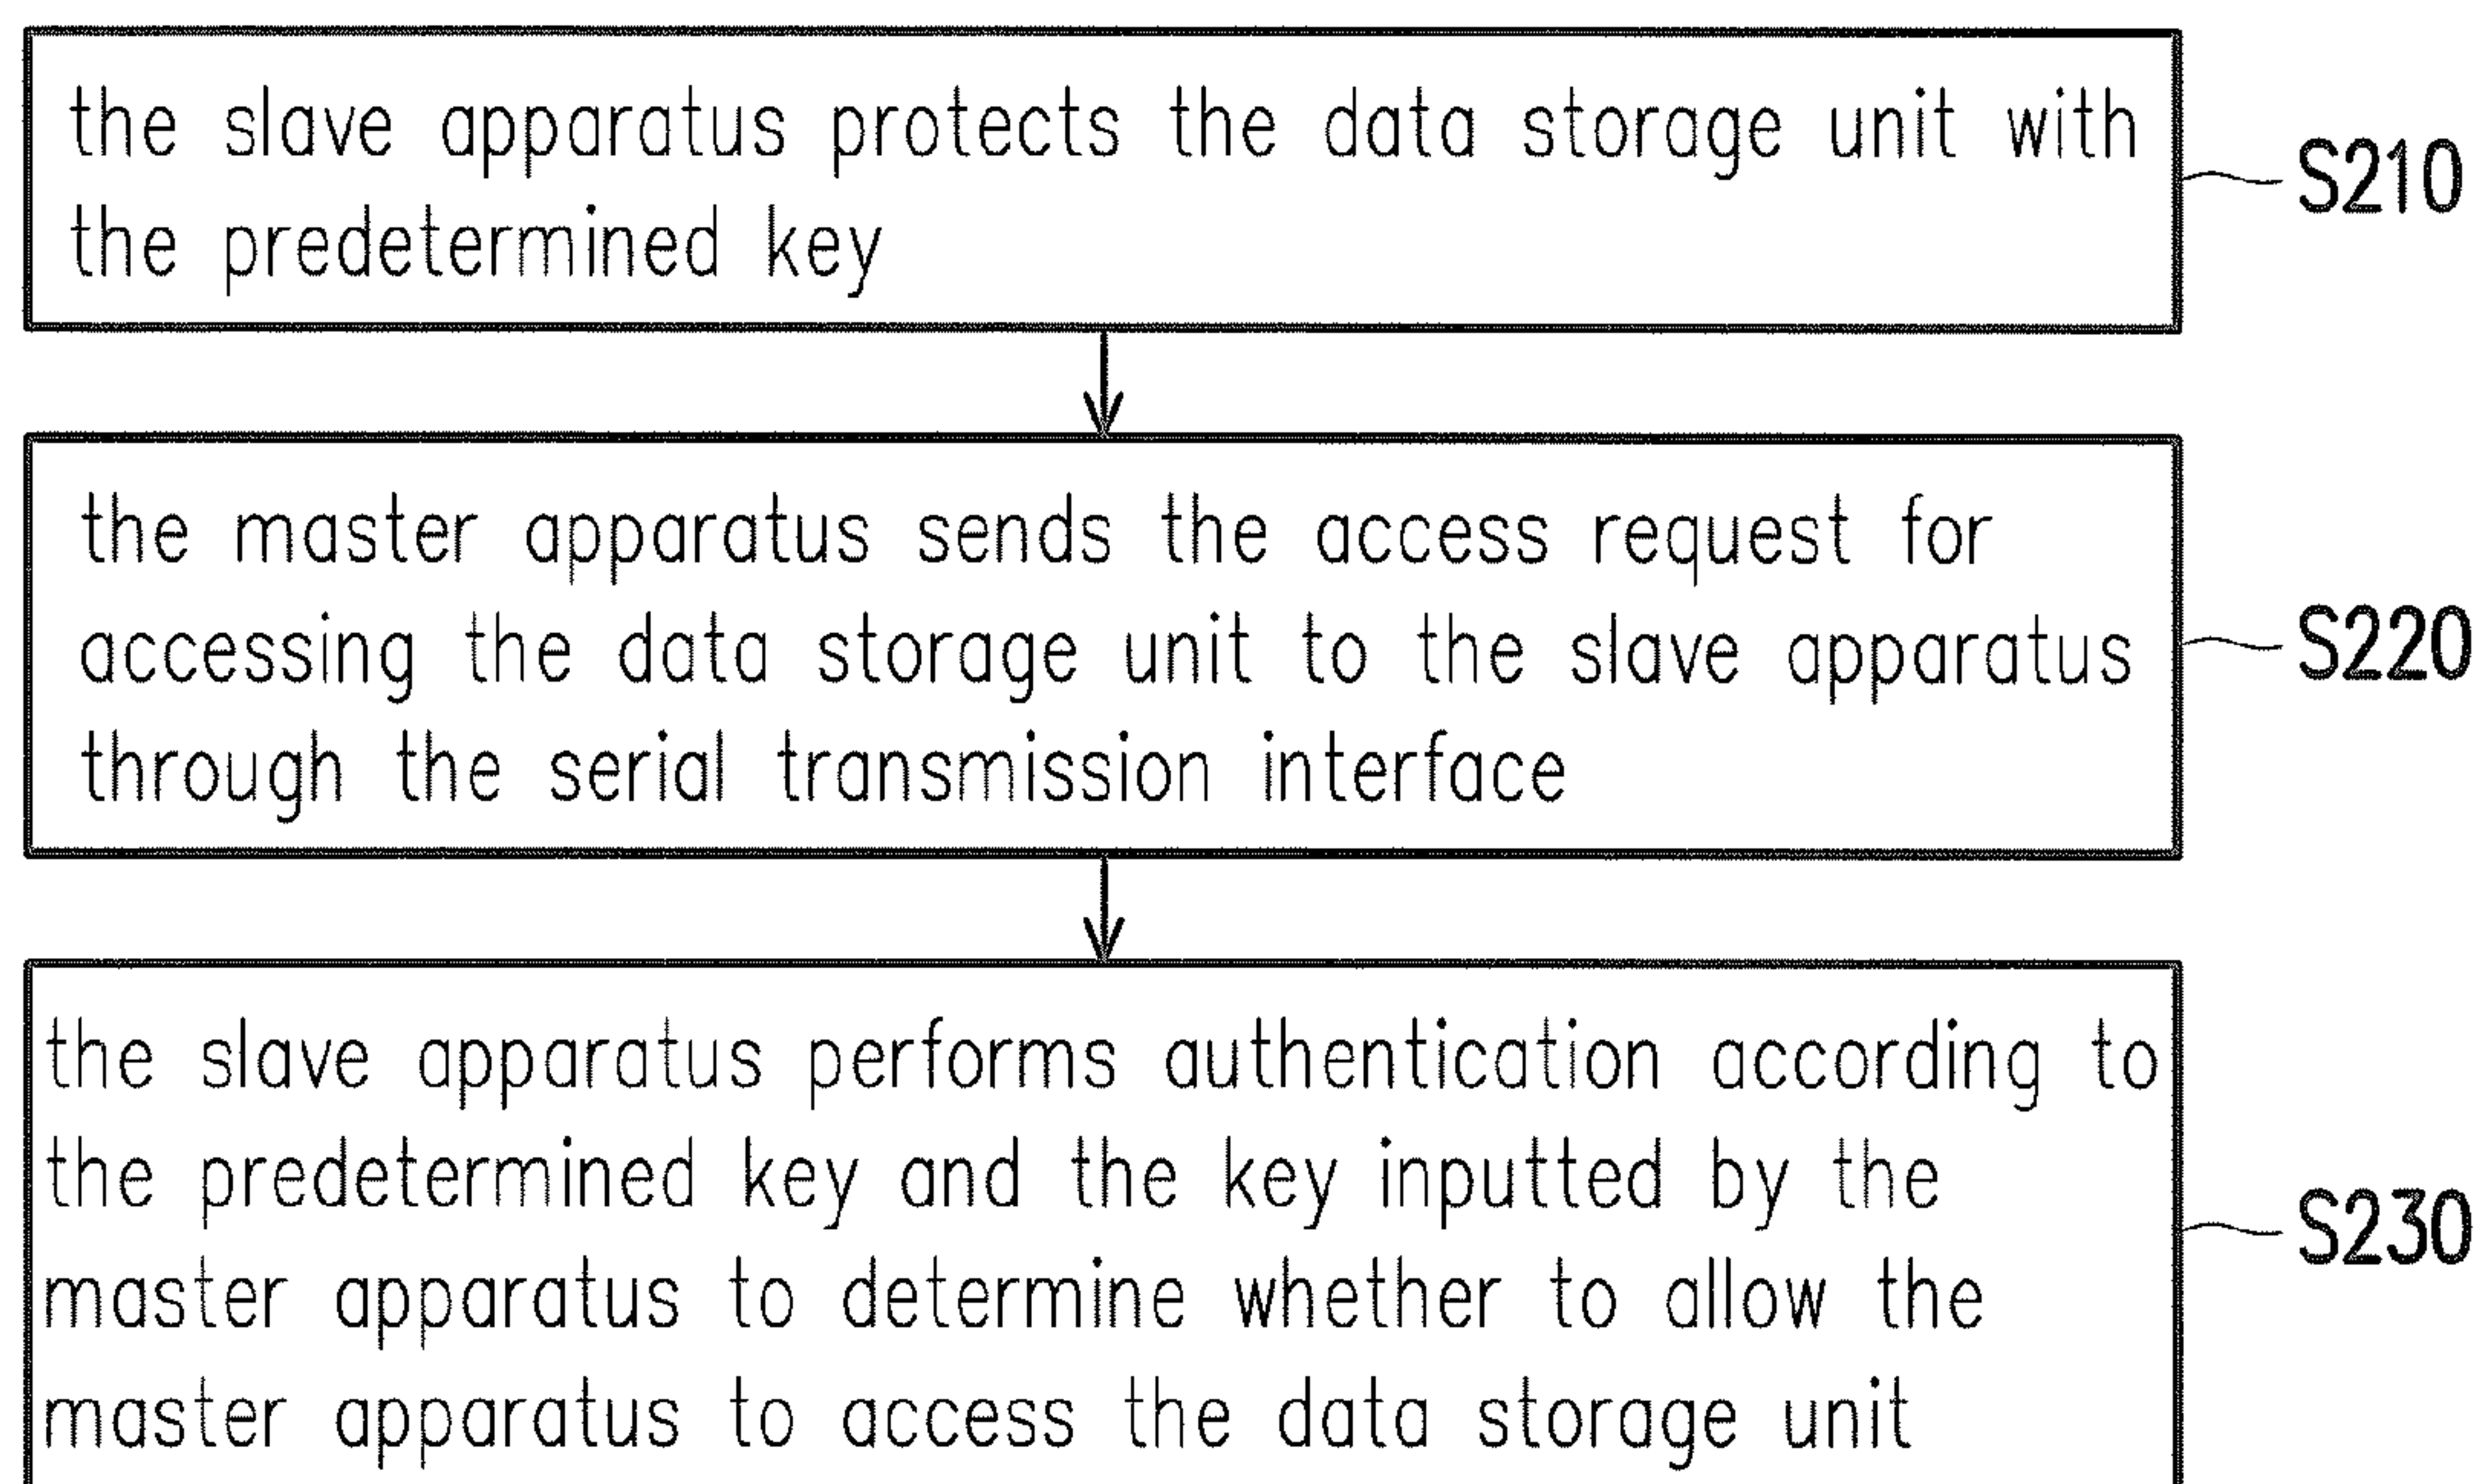 the slave apparatus protects the data storage unit with
the predetermined key
S210
the master apparatus sends the access request for
accessing the data storage unit to the slave apparatus
through the serial transmission interface
S220
the slave apparatus performs authentication according to
the predetermined key and the key inputted by the
master apparatus to determine whether to allow the
master apparatus to access the data storage unit
S230